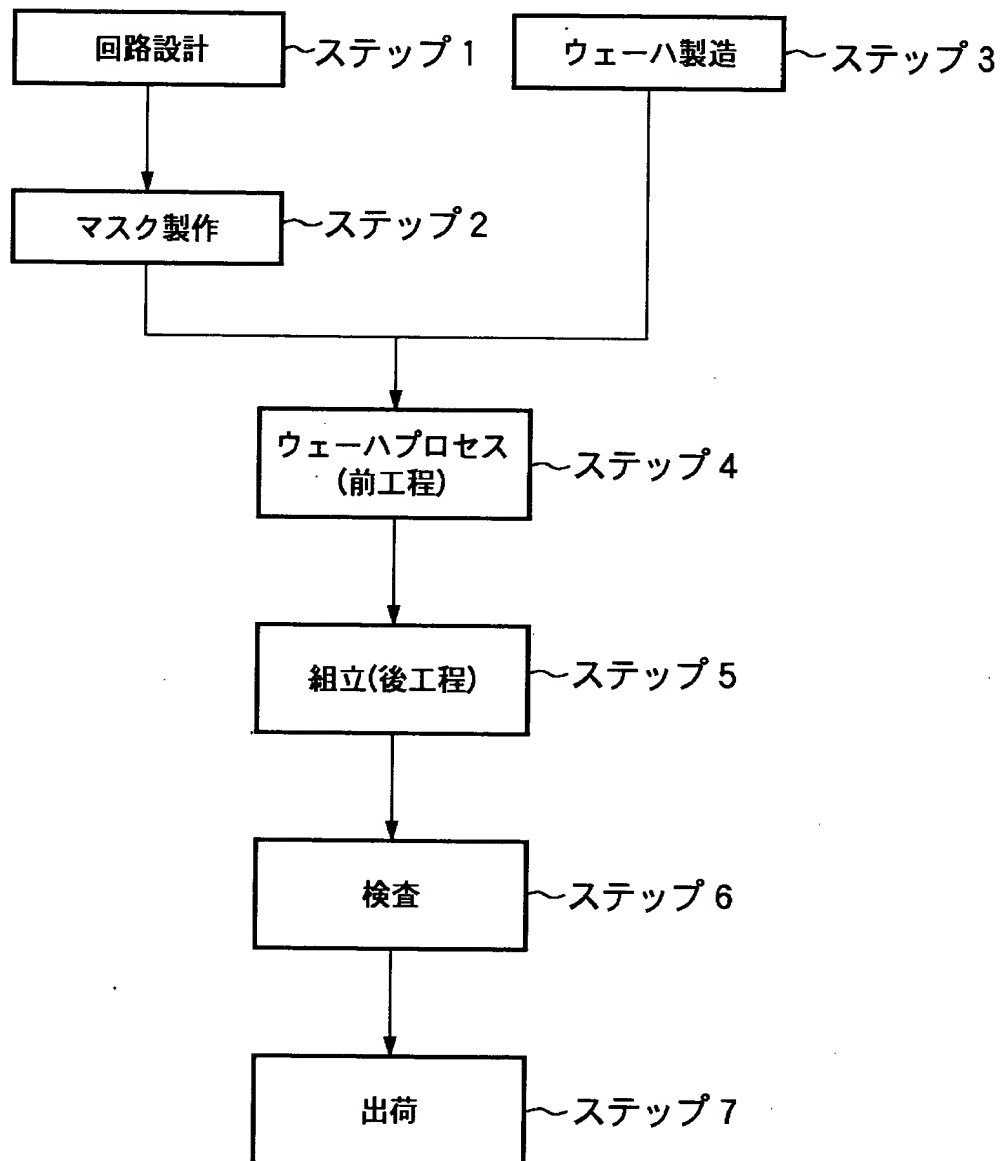 回路設計
ステップ 1
ウェーハ製造
ステップ 3
マスク製作
ステップ 2
ウェーハプロセス
(前工程)
ステップ 4
組立(後工程)
ステップ 5
検査
ステップ 6
出荷
ステップ 7